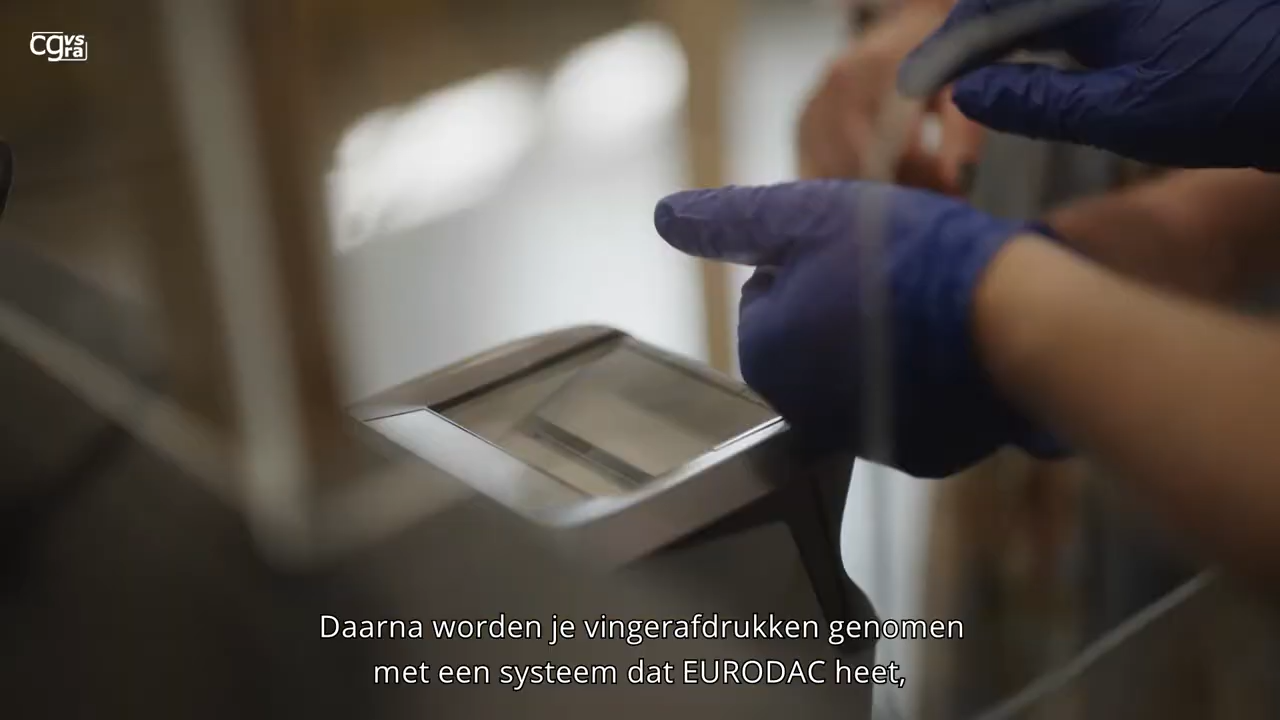 cgvs
ra
Daarna worden je vingerafdrukken genomen
met een systeem dat EURODAC heet,